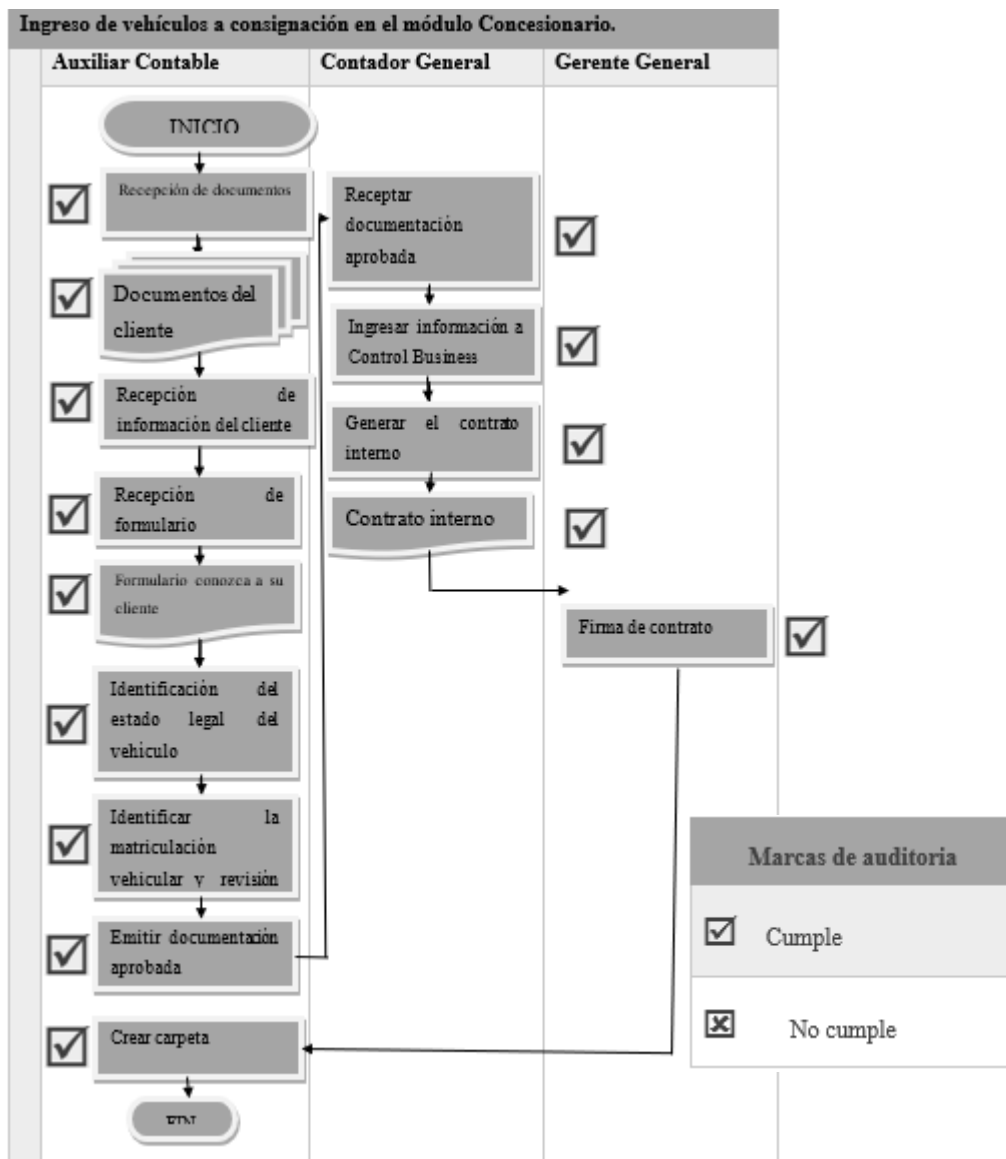 Ingreso de vehículos a consignación en el módulo Concesionario.
Auxiliar Contable
Contador General
Gerente General
INICIO
Recepción de documentos
Documentos del
cliente
Recepción de
información del cliente
Recepción de
formulario
Formulario conozca a su
cliente
Identificación del
estado legal del
vehiculo
Identificar la
matriculación
vehicular y revisión
Emitir documentación
aprobada
Crear carpeta
FIN
Receptar
documentación
aprobada
Ingresar información a
Control Business
Generar el contrato
interno
Contrato interno
Firma de contrato
Marcas de auditoria
Cumple
No cumple